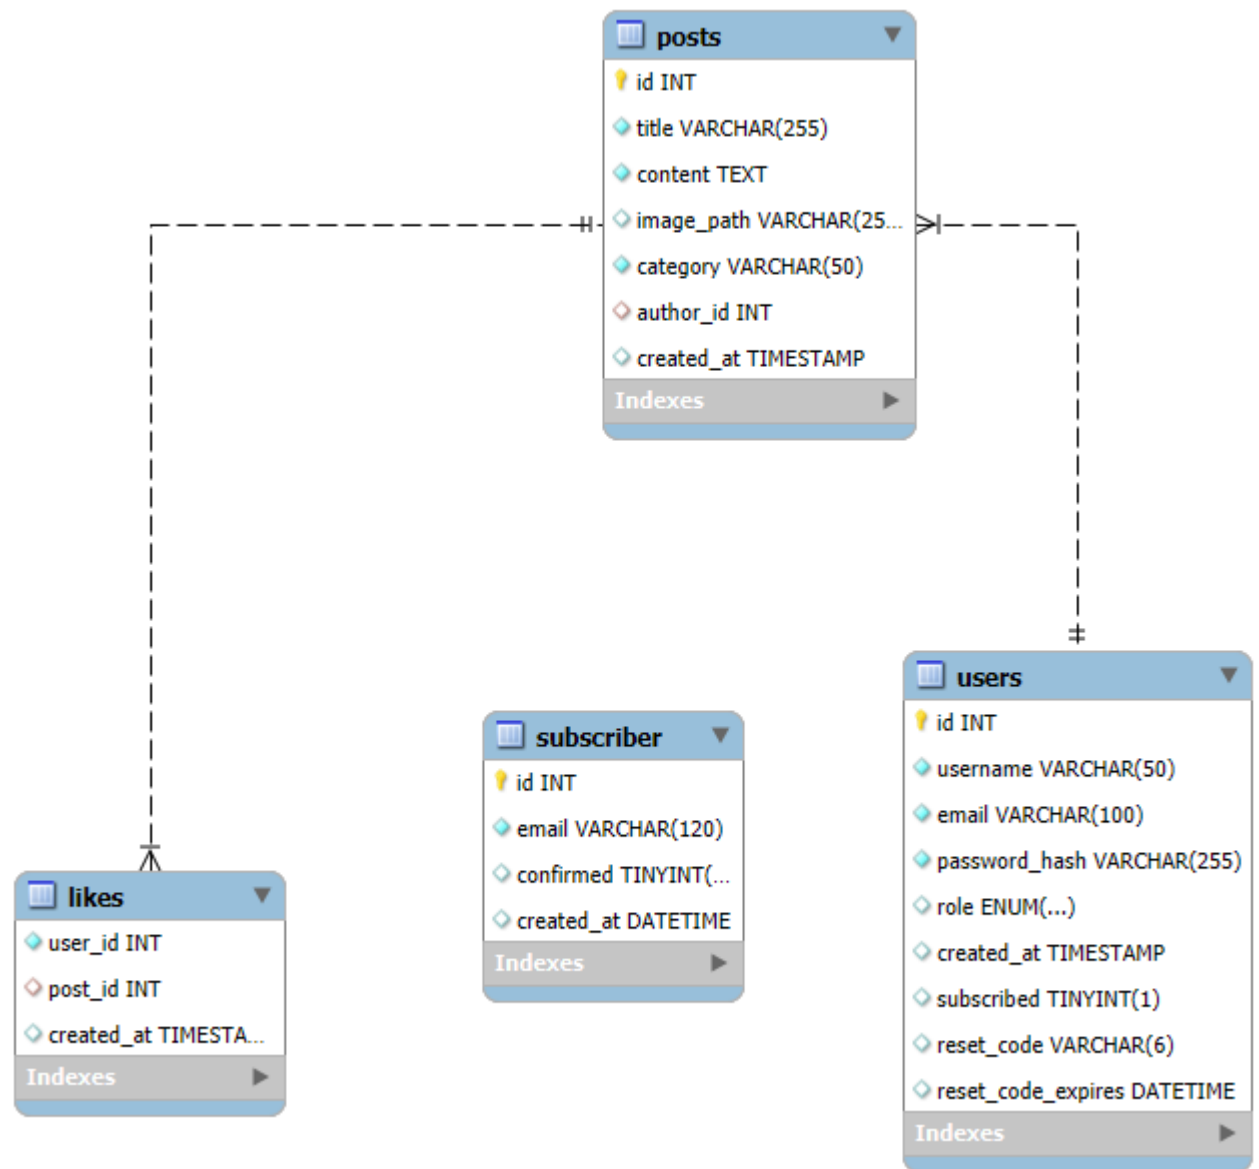 posts
id INT
title VARCHAR(255)
content TEXT
image_path VARCHAR(25...
category VARCHAR(50)
author_id INT
created_at TIMESTAMP
Indexes
users
id INT
username VARCHAR(50)
email VARCHAR(100)
password_hash VARCHAR(255)
role ENUM(...)
created_at TIMESTAMP
subscribed TINYINT(1)
reset_code VARCHAR(6)
reset_code_expires DATETIME
Indexes
subscriber
id INT
email VARCHAR(120)
confirmed TINYINT(...
created_at DATETIME
Indexes
likes
user_id INT
post_id INT
created_at TIMESTA...
Indexes